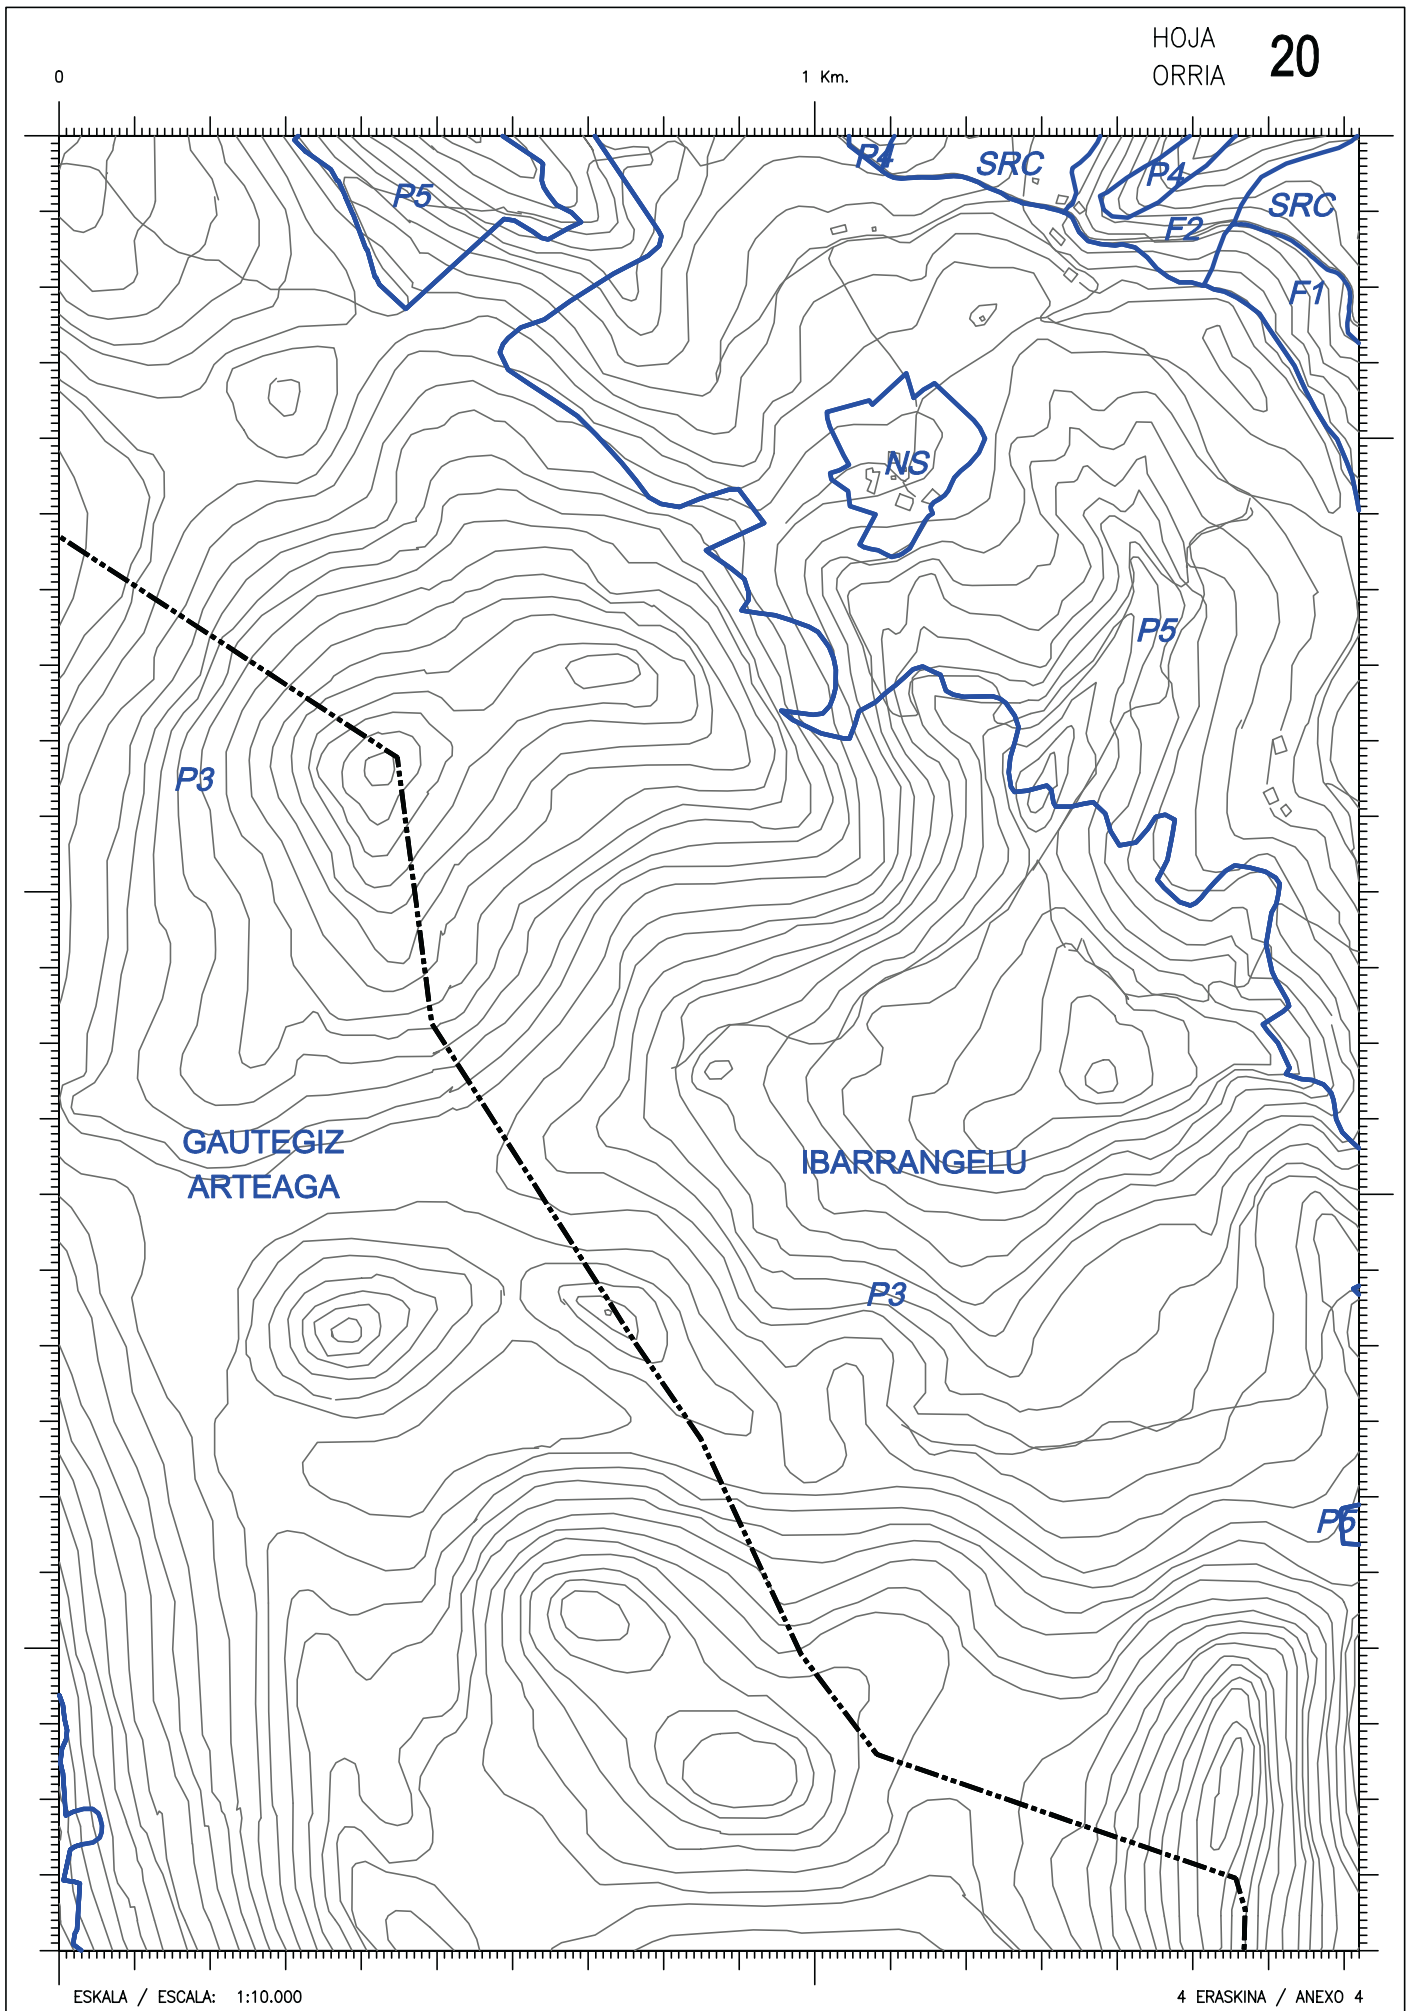 HOJA
ORRIA
20
0
1 Km.
P4
SRC
P4
P5
SRC
F2
F1
NS
P5
P3
GAUTEGIZ
ARTEAGA
IBARRANGELU
P3
P5
ESKALA / ESCALA: 1:10.000
4 ERASKINA / ANEXO 4